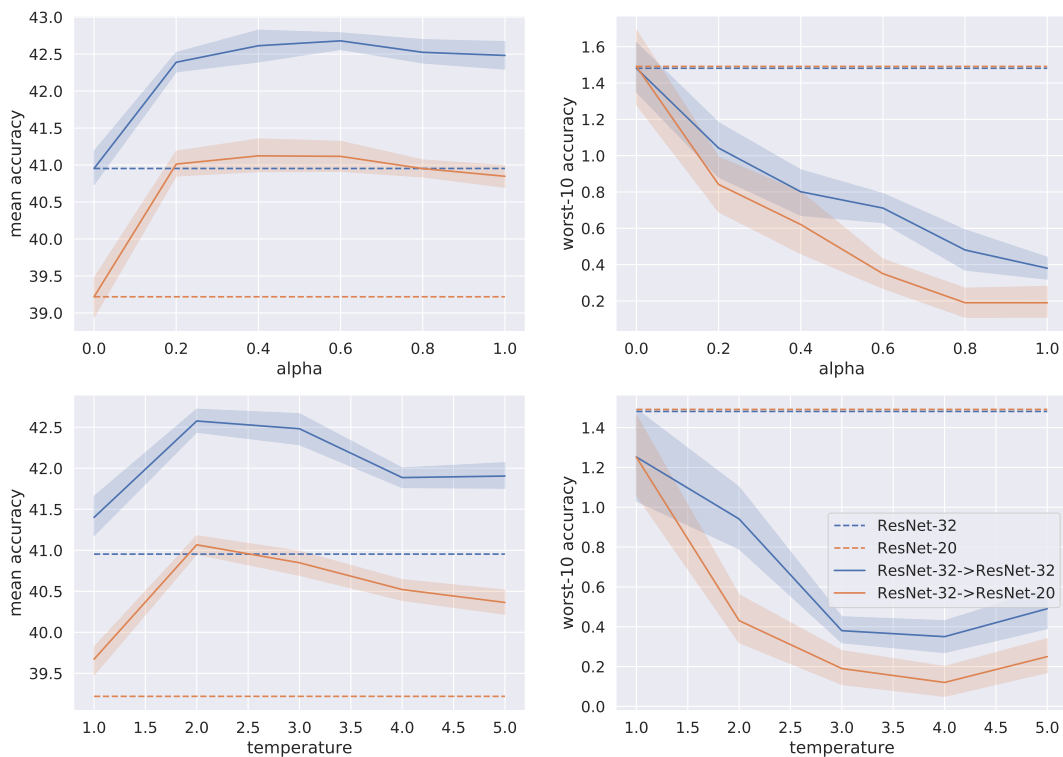 mean accuracy
43.0
42.5
42.0
41.5
41.0
40.5
40.0
39.5
39.0
0.0 0.2 0.4 0.6 0.8 1.0
alpha
worst-10 accuracy
1.6
1.4
1.2
1.0
0.8
0.6
0.4
0.2
0.0 0.2 0.4 0.6 0.8 1.0
alpha
mean accuracy
42.5
42.0
41.5
41.0
40.5
40.0
39.5
1.0 1.5 2.0 2.5 3.0 3.5 4.0 4.5 5.0
temperature
worst-10 accuracy
1.4
1.2
1.0
0.8
0.6
0.4
0.2
0.0
ResNet-32
ResNet-20
ResNet-32->ResNet-32
ResNet-32->ResNet-20
1.0 1.5 2.0 2.5 3.0 3.5 4.0 4.5 5.0
temperature